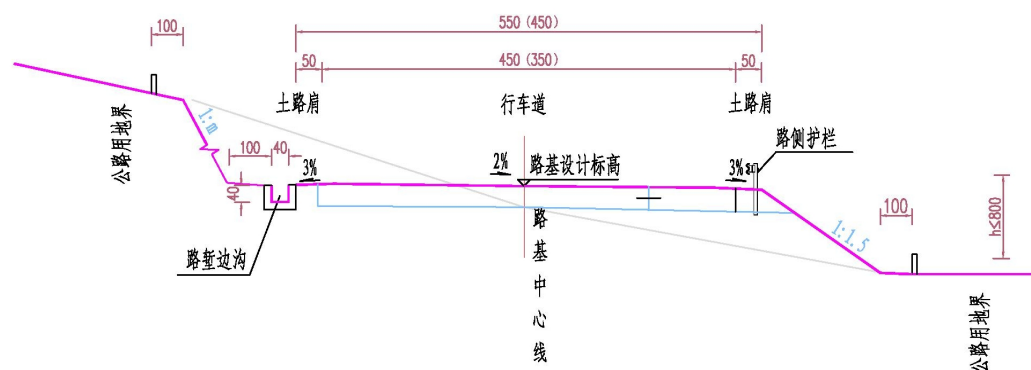 550 (450)
100
50
450 (350)
50
土路肩
行车道
土路肩
路侧护栏
公路用地界
1:m
100
40
3%
2%
路基设计标高
3%
40
路堑边沟
路基中心线
1:1.5
100
h≤800
公路用地界